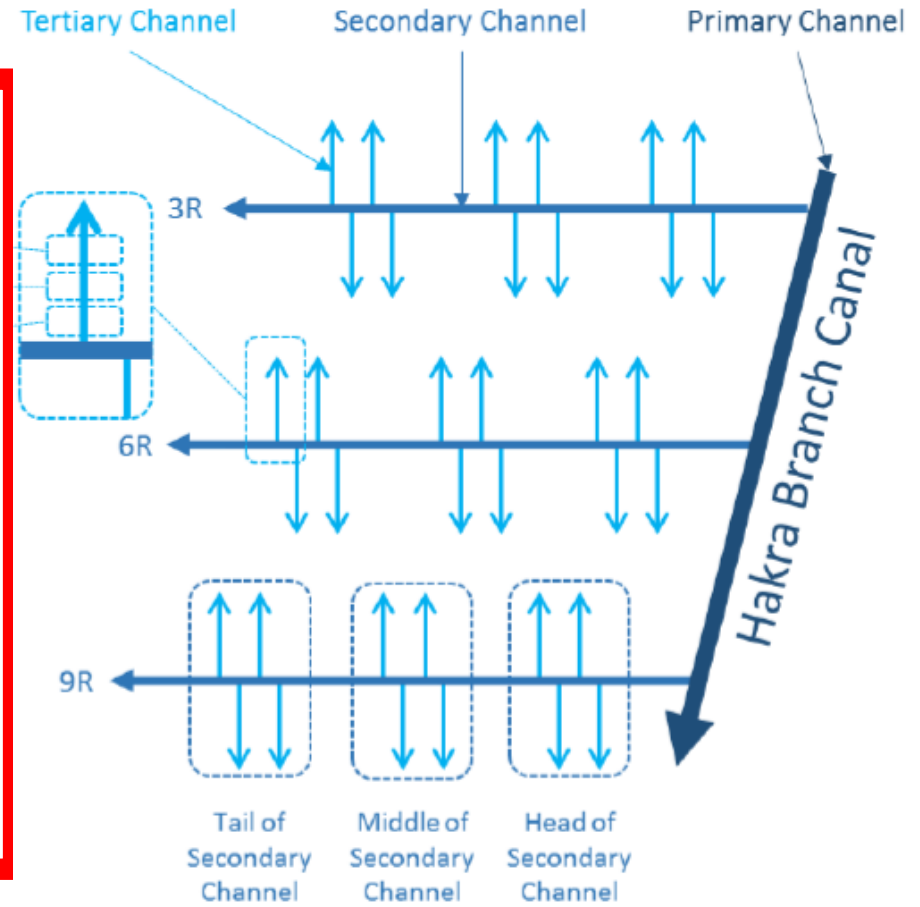 Tertiary Channel
Secondary Channel
Primary Channel
3R
6R
Hakra Branch Canal
9R
Tail of
Secondary
Channel
Middle of
Secondary
Channel
Head of
Secondary
Channel